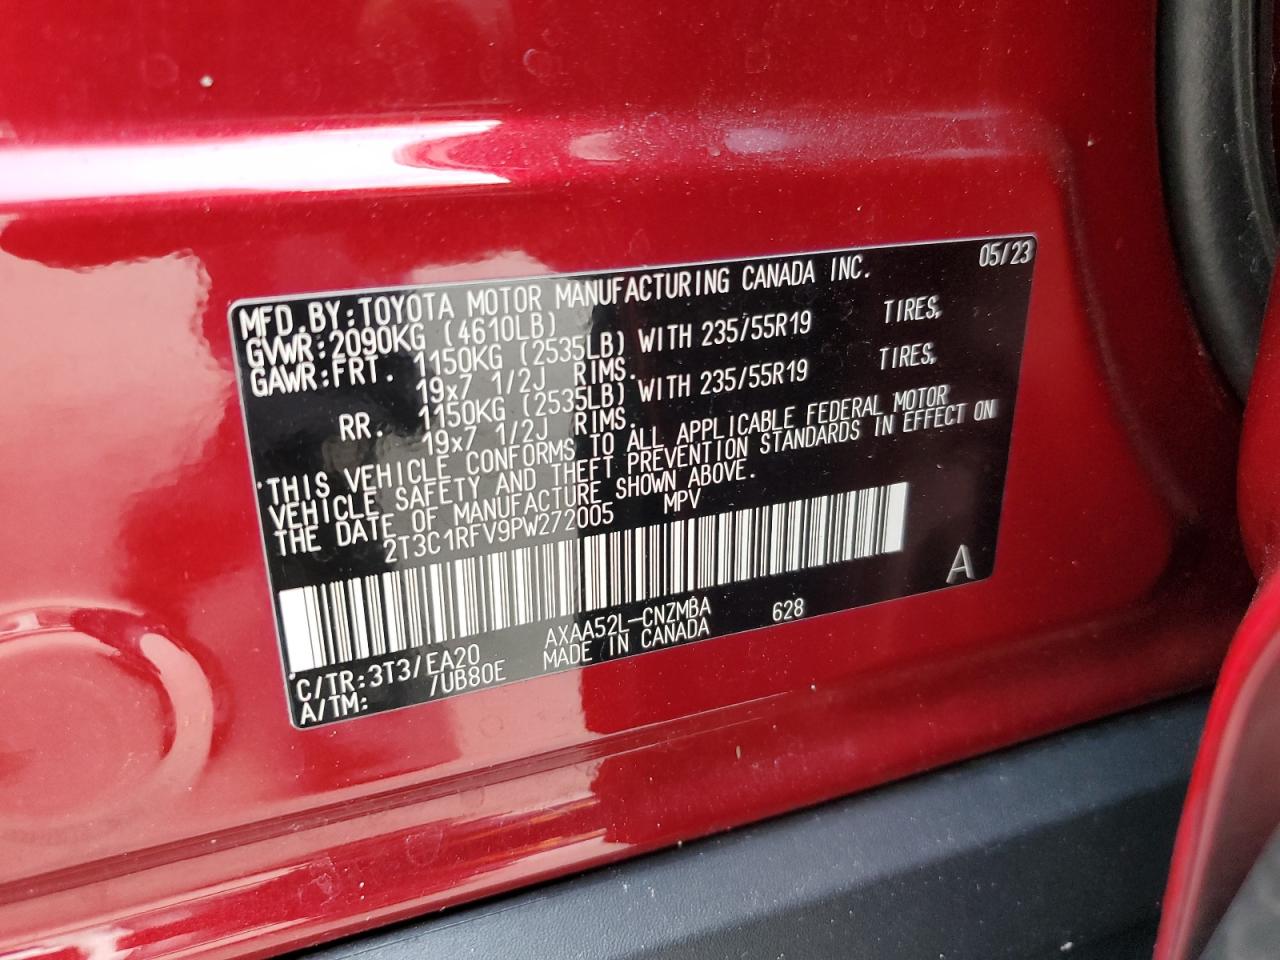 05/23
MFD.BY:TOYOTA MOTOR MANUFACTURING CANADA INC.
GVWR:2090KG (4610LB)
GAWR:FRT. 1150KG (2535LB) WITH 235/55R19 TIRES,
19x7 1/2J RIMS.
RR. 1150KG (2535LB) WITH 235/55R19 TIRES,
19x7 1/2J RIMS.
THIS VEHICLE CONFORMS TO ALL APPLICABLE FEDERAL MOTOR
VEHICLE SAFETY AND THEFT PREVENTION STANDARDS IN EFFECT ON
THE DATE OF MANUFACTURE SHOWN ABOVE.
2T3C1RFV9PW272005 MPV
A
C/TR:3T3/EA20 AXAA52L-CNZMBA 628
A/TM: /UB80E MADE IN CANADA